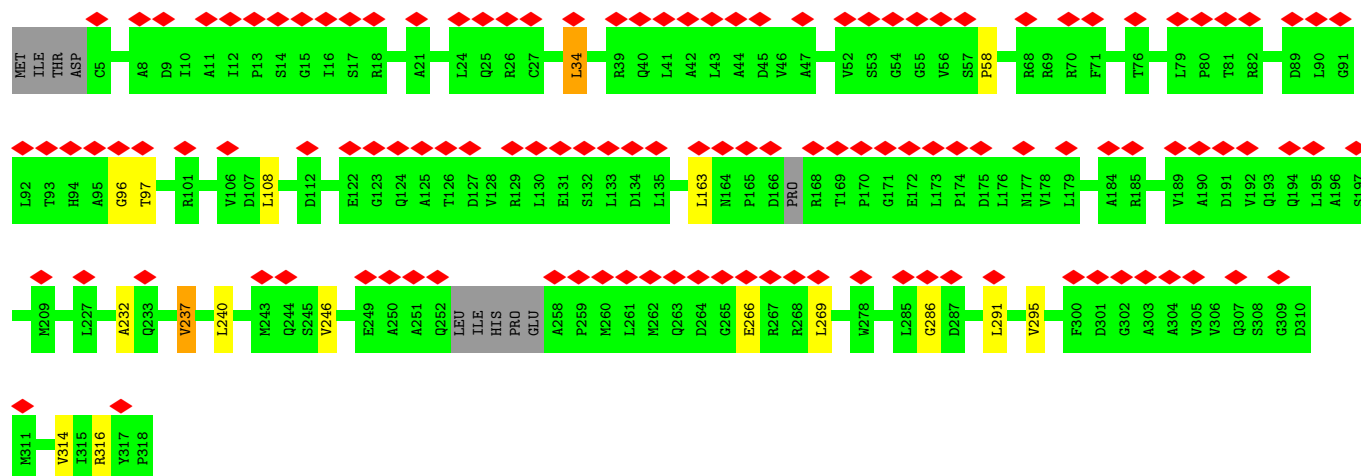 MET ILE THR ASP C5 A8 D9 I10 A11 I12 P13 S14 G15 I16 S17 R18 A21 L24 Q25 R26 C27 L34 R39 Q40 L41 A42 L43 A44 D45 V46 A47 V52 S53 G54 G55 V56 S57 P58 R68 R69 R70 F71 T76 L79 P80 T81 R82 D89 L90 G91
L92 T93 H94 A95 G96 T97 R101 V106 D107 L108 D112 E122 G123 Q124 A125 T126 D127 V128 R129 L130 E131 S132 L133 D134 L135 L163 N164 P165 D166 PRO R168 T169 P170 G171 E172 L173 P174 D175 L176 N177 V178 L179 A184 R185 V189 A190 D191 V192 Q193 Q194 L195 A196 S197
M209 L227 A232 Q233 V237 L240 M243 Q244 S245 V246 E249 A250 A251 Q252 LEU ILE HIS PRO GLU A258 P259 M260 L261 M262 Q263 D264 G265 E266 R267 R268 L269 W278 L285 G286 D287 L291 V295 F300 D301 G302 A303 A304 V305 V306 Q307 S308 G309 D310
M311 V314 I315 R316 Y317 P318